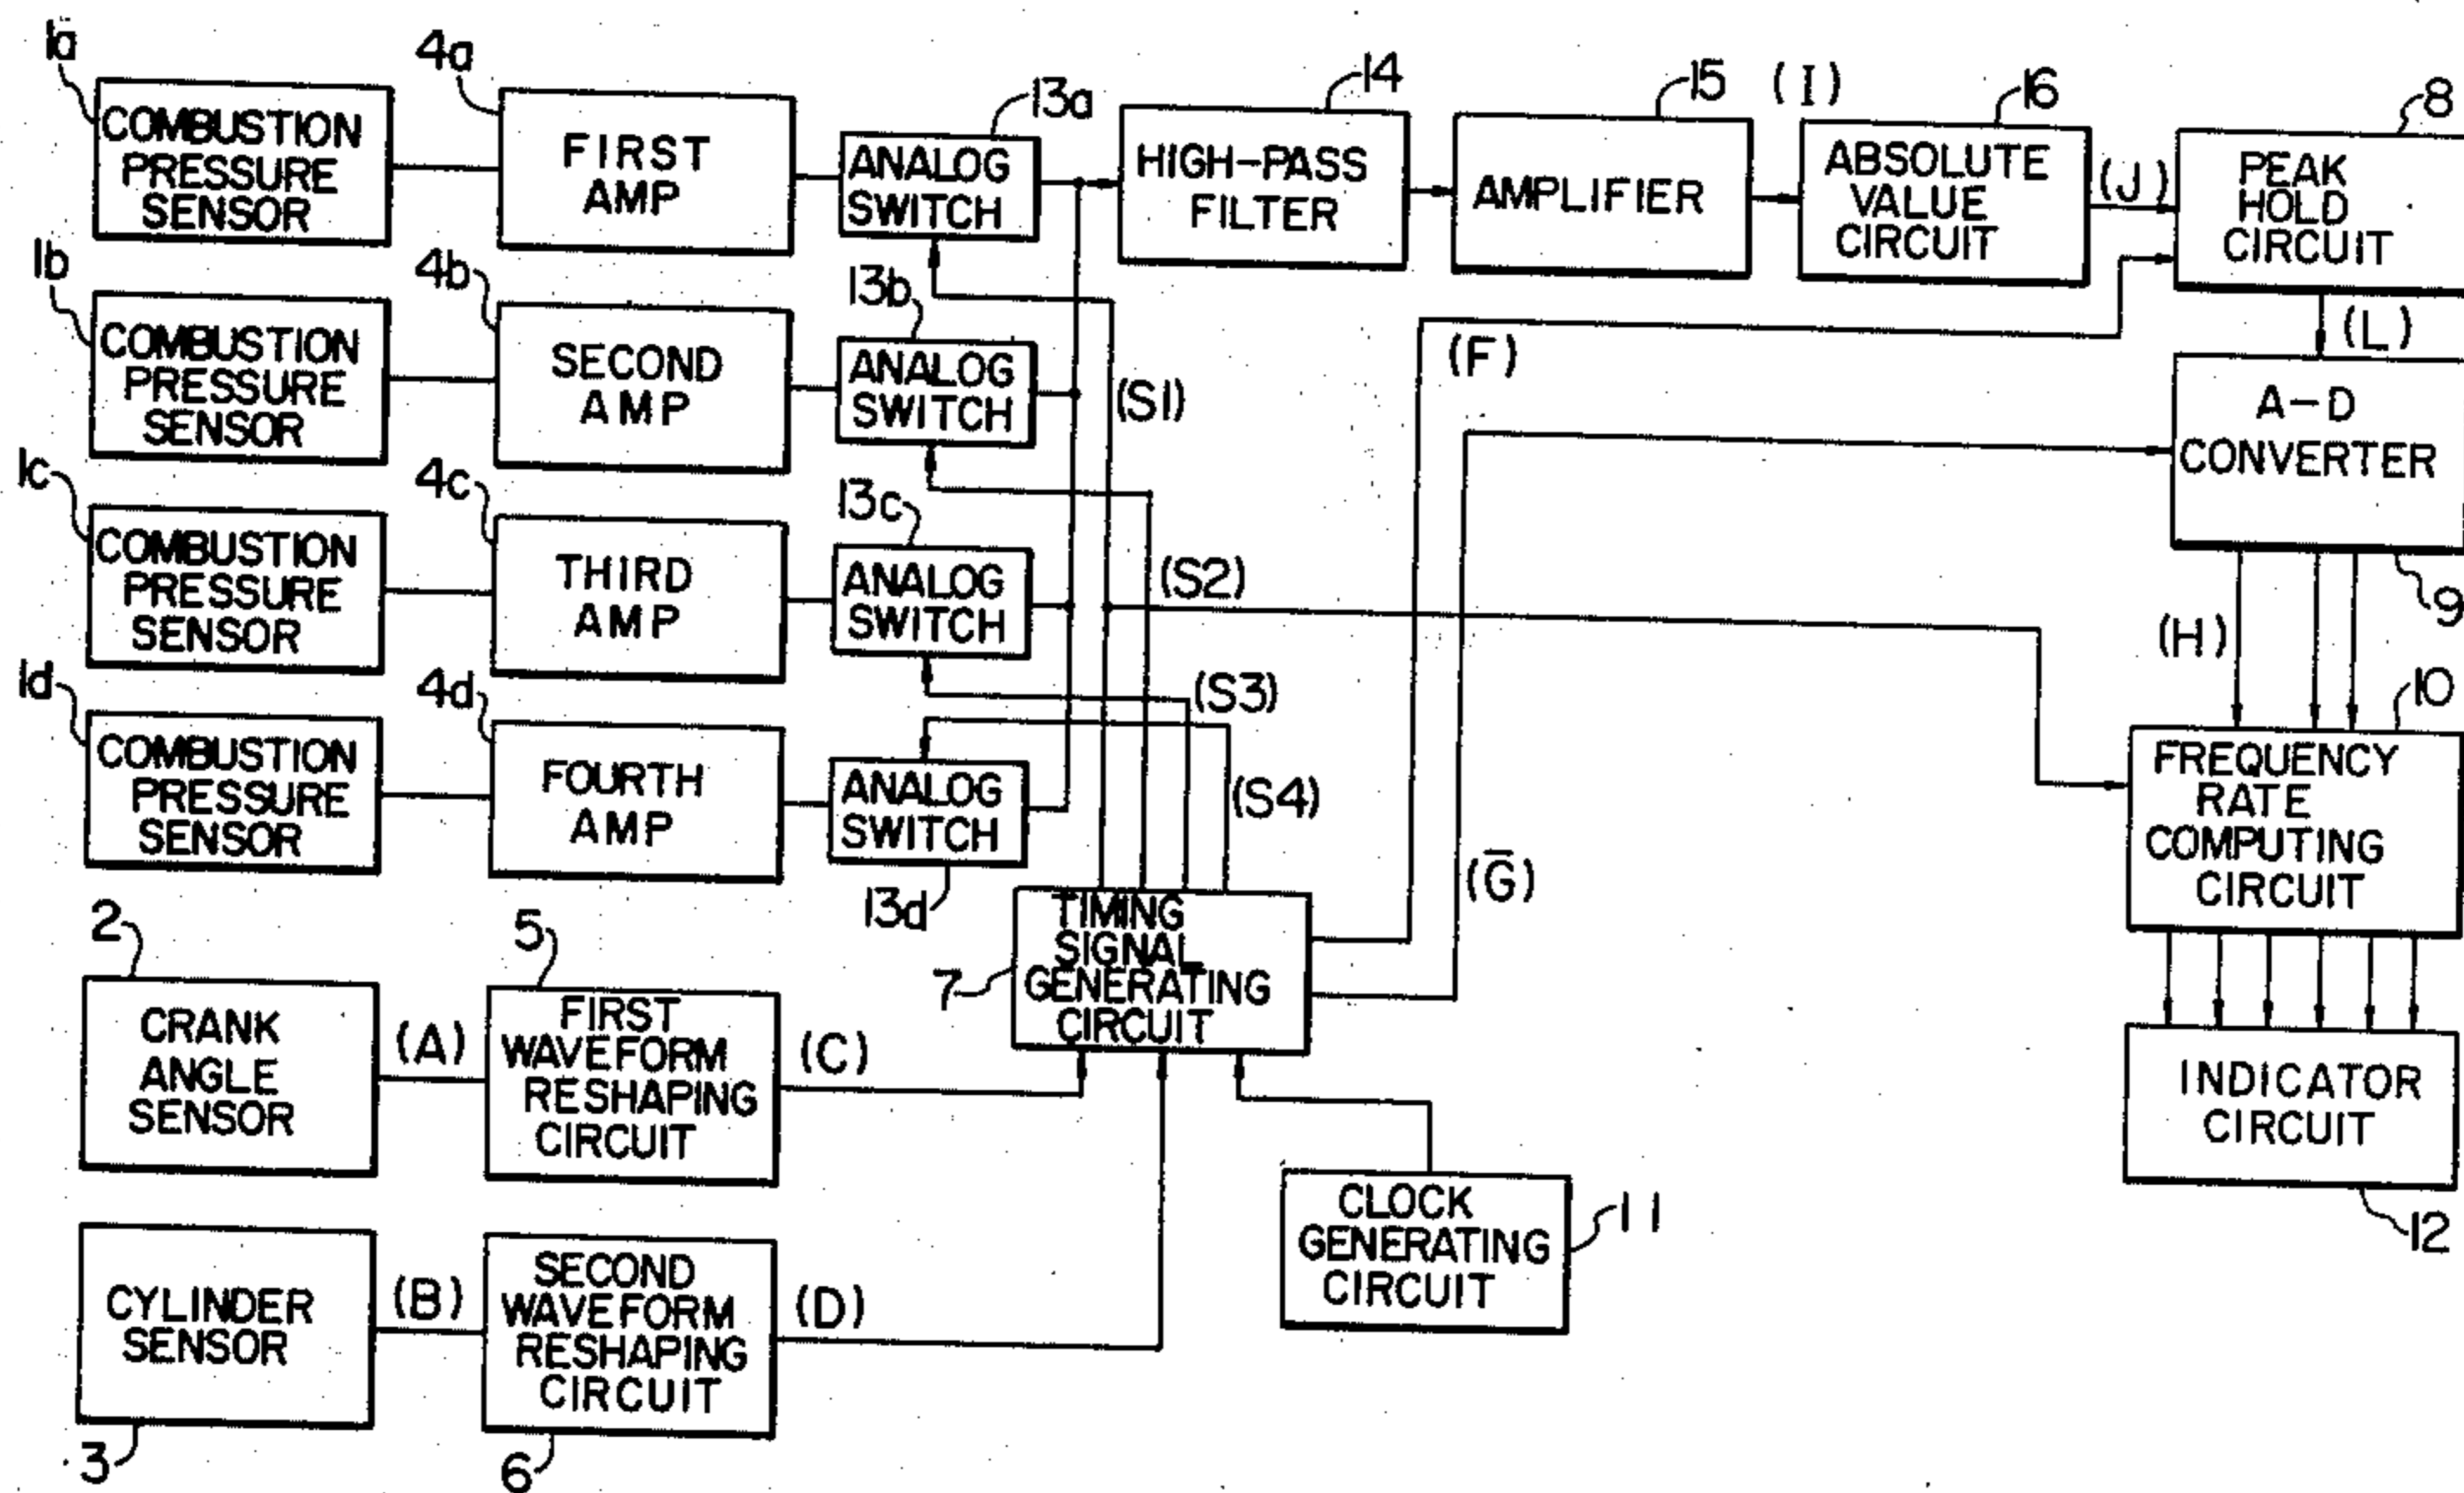 1a
COMBUSTION
PRESSURE
SENSOR
4a
FIRST
AMP
13a
ANALOG
SWITCH
14
HIGH-PASS
FILTER
15
AMPLIFIER
(I)
16
ABSOLUTE
VALUE
CIRCUIT
(J)
8
PEAK
HOLD
CIRCUIT
1b
COMBUSTION
PRESSURE
SENSOR
4b
SECOND
AMP
13b
ANALOG
SWITCH
(S1)
(F)
(L)
A-D
CONVERTER
9
1c
COMBUSTION
PRESSURE
SENSOR
4c
THIRD
AMP
13c
ANALOG
SWITCH
(S2)
(H)
1d
COMBUSTION
PRESSURE
SENSOR
4d
FOURTH
AMP
ANALOG
SWITCH
13d
(S3)
(S4)
(G̅)
10
FREQUENCY
RATE
COMPUTING
CIRCUIT
2
CRANK
ANGLE
SENSOR
(A)
5
FIRST
WAVEFORM
RESHAPING
CIRCUIT
(C)
7
TIMING
SIGNAL
GENERATING
CIRCUIT
INDICATOR
CIRCUIT
12
CYLINDER
SENSOR
3
(B)
SECOND
WAVEFORM
RESHAPING
CIRCUIT
6
(D)
CLOCK
GENERATING
CIRCUIT
11